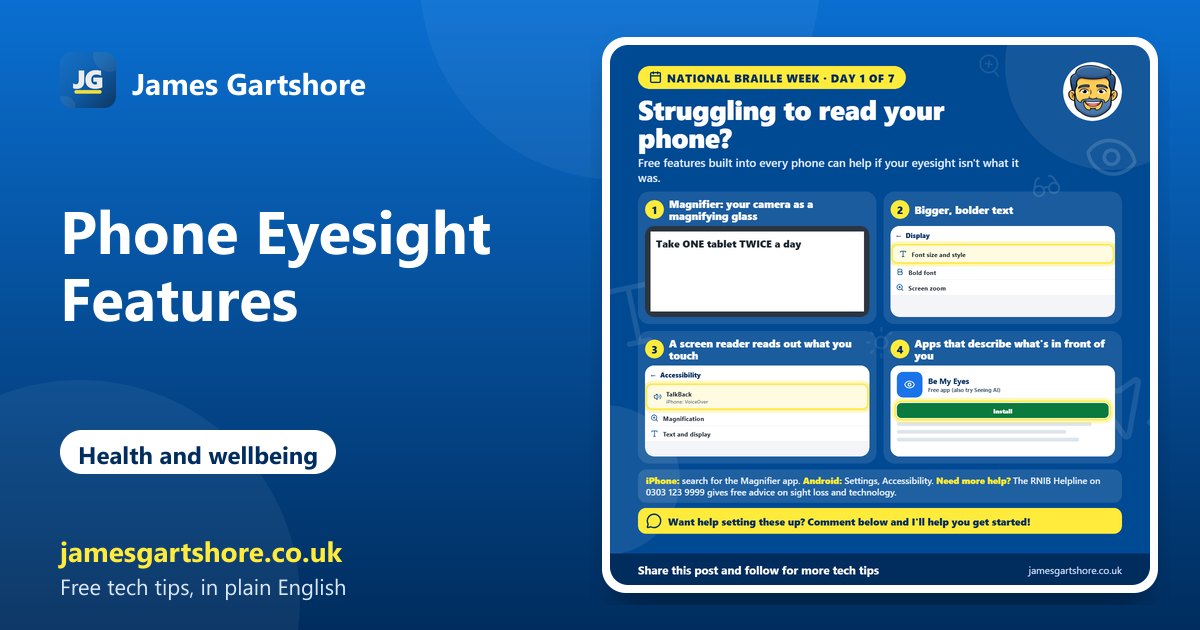 JG
James Gartshore
Phone Eyesight
Features
Health and wellbeing
jamesgartshore.co.uk
Free tech tips, in plain English
NATIONAL BRAILLE WEEK · DAY 1 OF 7
Struggling to read your
phone?
Free features built into every phone can help if your eyesight isn't what it
was.
1
Magnifier: your camera as a
magnifying glass
Take ONE tablet TWICE a day
2
Bigger, bolder text
← Display
Font size and style
Bold font
Screen zoom
3
A screen reader reads out what you
touch
← Accessibility
TalkBack
iPhone: VoiceOver
Magnification
Text and display
4
Apps that describe what's in front of
you
Be My Eyes
Free app (also try Seeing AI)
Install
iPhone: search for the Magnifier app. Android: Settings, Accessibility. Need more help? The RNIB Helpline on
0303 123 9999 gives free advice on sight loss and technology.
Want help setting these up? Comment below and I'll help you get started!
Share this post and follow for more tech tips
jamesgartshore.co.uk